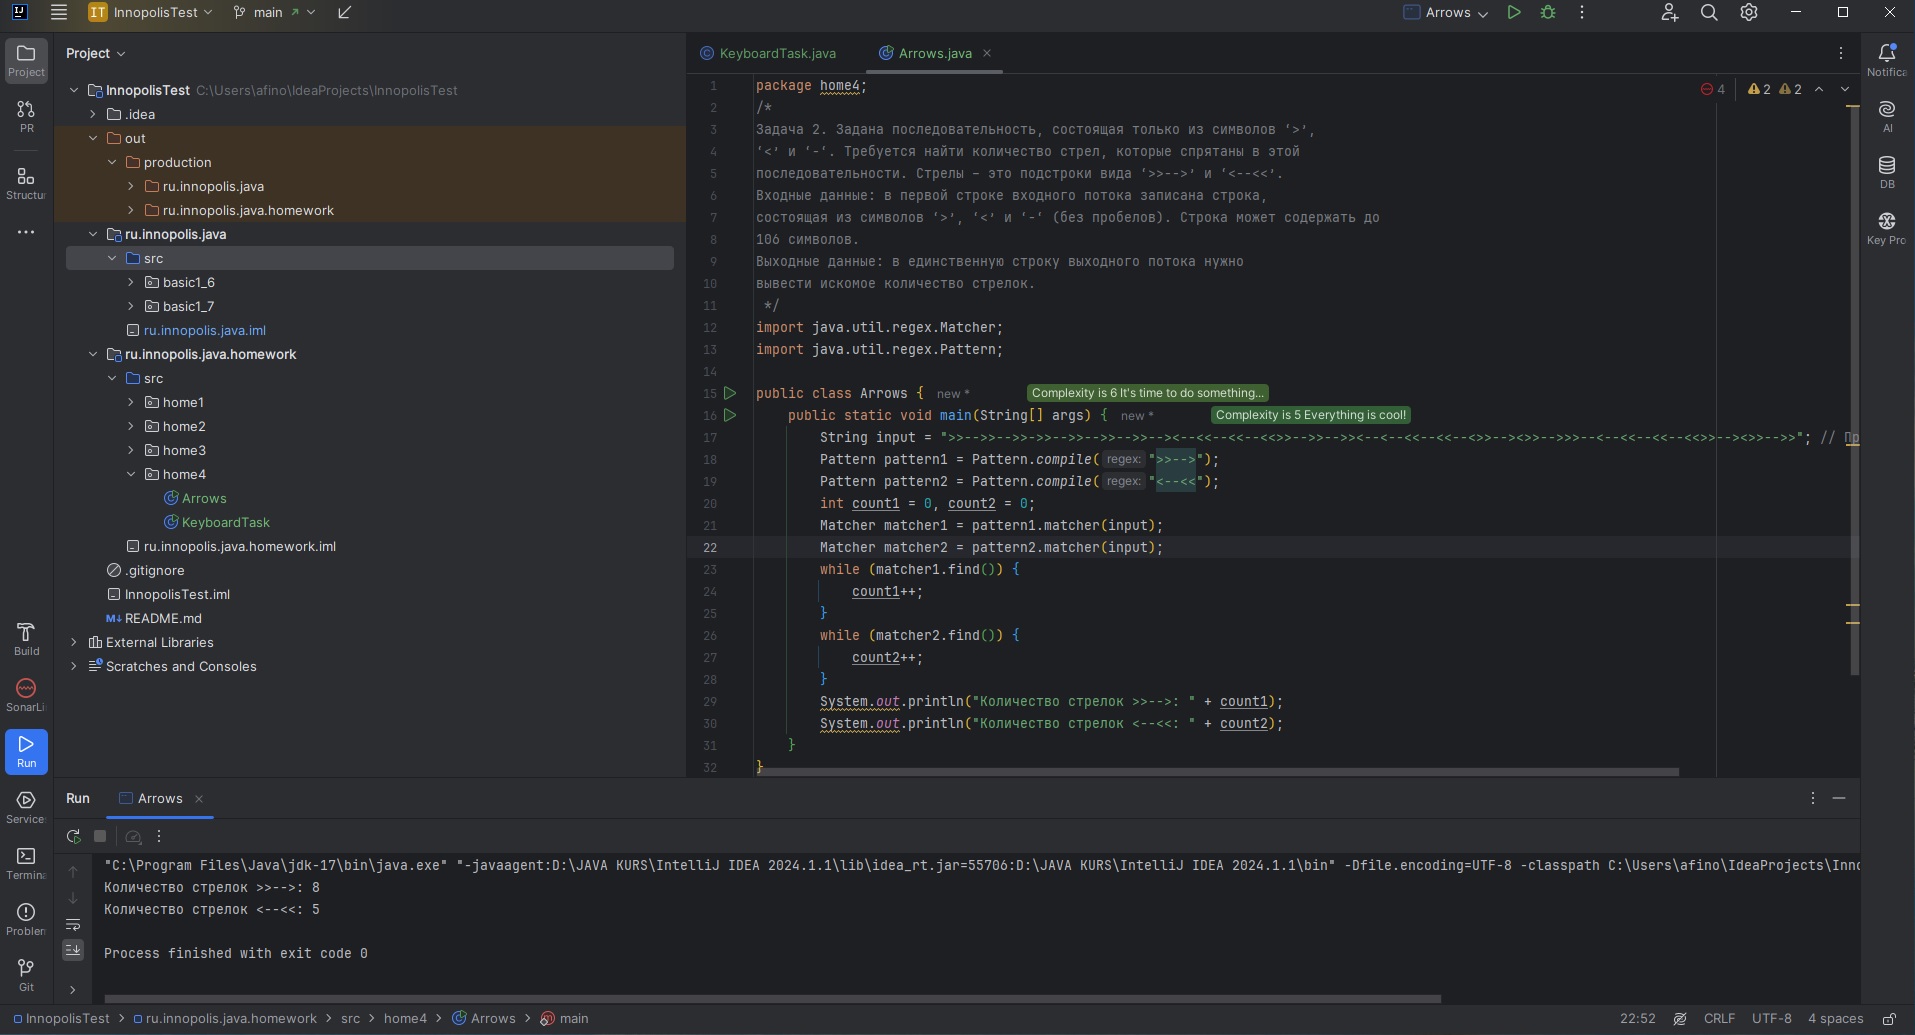 IJ
IT InnopolisTest main Arrows
Project
InnopolisTest C:\Users\afino\IdeaProjects\InnopolisTest
.idea
out
production
ru.innopolis.java
ru.innopolis.java.homework
ru.innopolis.java
src
basic1_6
basic1_7
ru.innopolis.java.iml
ru.innopolis.java.homework
src
home1
home2
home3
home4
Arrows
KeyboardTask
ru.innopolis.java.homework.iml
.gitignore
InnopolisTest.iml
M↓ README.md
External Libraries
Scratches and Consoles
Project
PR
Structur
Build
SonarLi
Run
Service
Termina
Problen
Git
KeyboardTask.java Arrows.java
4 2 2
1 package home4;
2 /*
3 Задача 2. Задана последовательность, состоящая только из символов ‘>’,
4 ‘<’ и ‘-‘. Требуется найти количество стрел, которые спрятаны в этой
5 последовательности. Стрелы – это подстроки вида ‘>>-->’ и ‘<--<<’.
6 Входные данные: в первой строке входного потока записана строка,
7 состоящая из символов ‘>’, ‘<’ и ‘-‘ (без пробелов). Строка может содержать до
8 106 символов.
9 Выходные данные: в единственную строку выходного потока нужно
10 вывести искомое количество стрелок.
11 */
12 import java.util.regex.Matcher;
13 import java.util.regex.Pattern;
14
15 public class Arrows { new * Complexity is 6 It's time to do something...
16 public static void main(String[] args) { new * Complexity is 5 Everything is cool!
17 String input = "; // Пр
18 Pattern pattern1 = Pattern.compile( regex: ">>-->");
19 Pattern pattern2 = Pattern.compile( regex: "<--<<");
20 int count1 = 0, count2 = 0;
21 Matcher matcher1 = pattern1.matcher(input);
22 Matcher matcher2 = pattern2.matcher(input);
23 while (matcher1.find()) {
24 count1++;
25 }
26 while (matcher2.find()) {
27 count2++;
28 }
29 System.out.println("Количество стрелок >>-->: " + count1);
30 System.out.println("Количество стрелок <--<<: " + count2);
31 }
32 }
Notifica
AI
DB
Key Pro
Run Arrows
"C:\Program Files\Java\jdk-17\bin\java.exe" "-javaagent:D:\JAVA KURS\IntelliJ IDEA 2024.1.1\lib\idea_rt.jar=55706:D:\JAVA KURS\IntelliJ IDEA 2024.1.1\bin" -Dfile.encoding=UTF-8 -classpath C:\Users\afino\IdeaProjects\Inno
Количество стрелок >>-->: 8
Количество стрелок <--<<: 5
Process finished with exit code 0
InnopolisTest > ru.innopolis.java.homework > src > home4 > Arrows > main 22:52 CRLF UTF-8 4 spaces